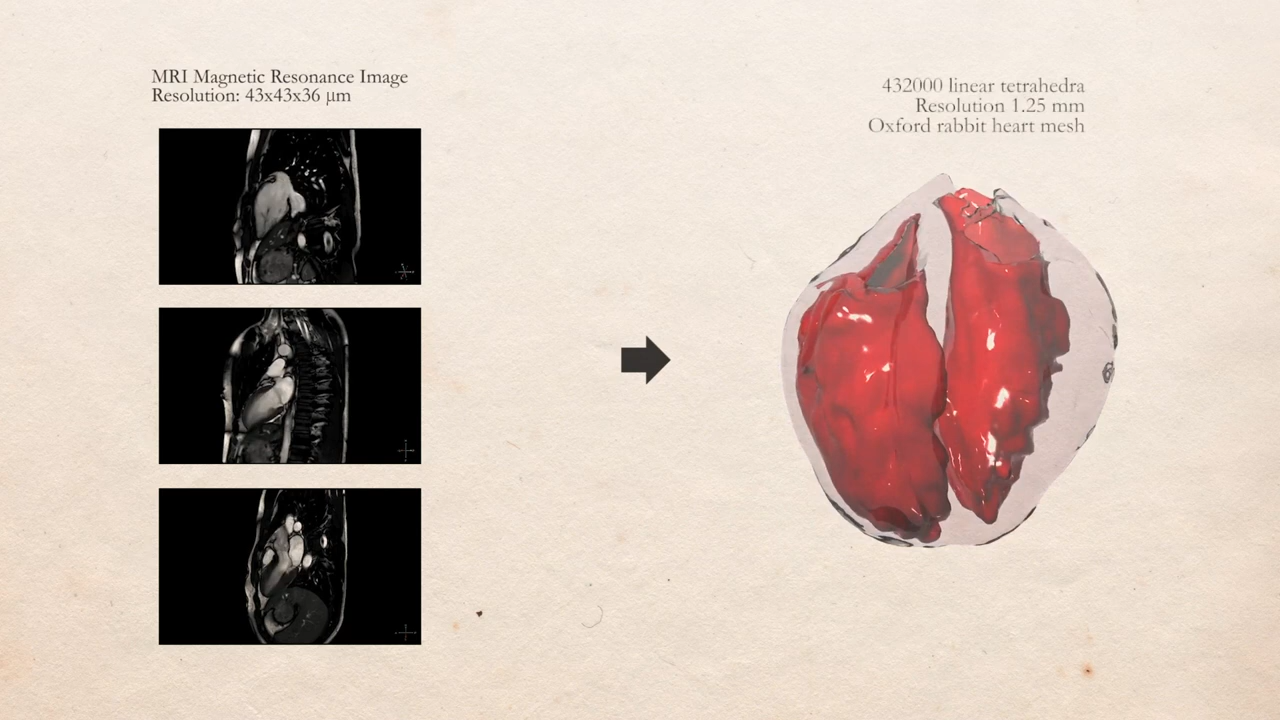 MRI Magnetic Resonance Image
Resolution: 43x43x36 μm
432000 linear tetrahedra
Resolution 1.25 mm
Oxford rabbit heart mesh